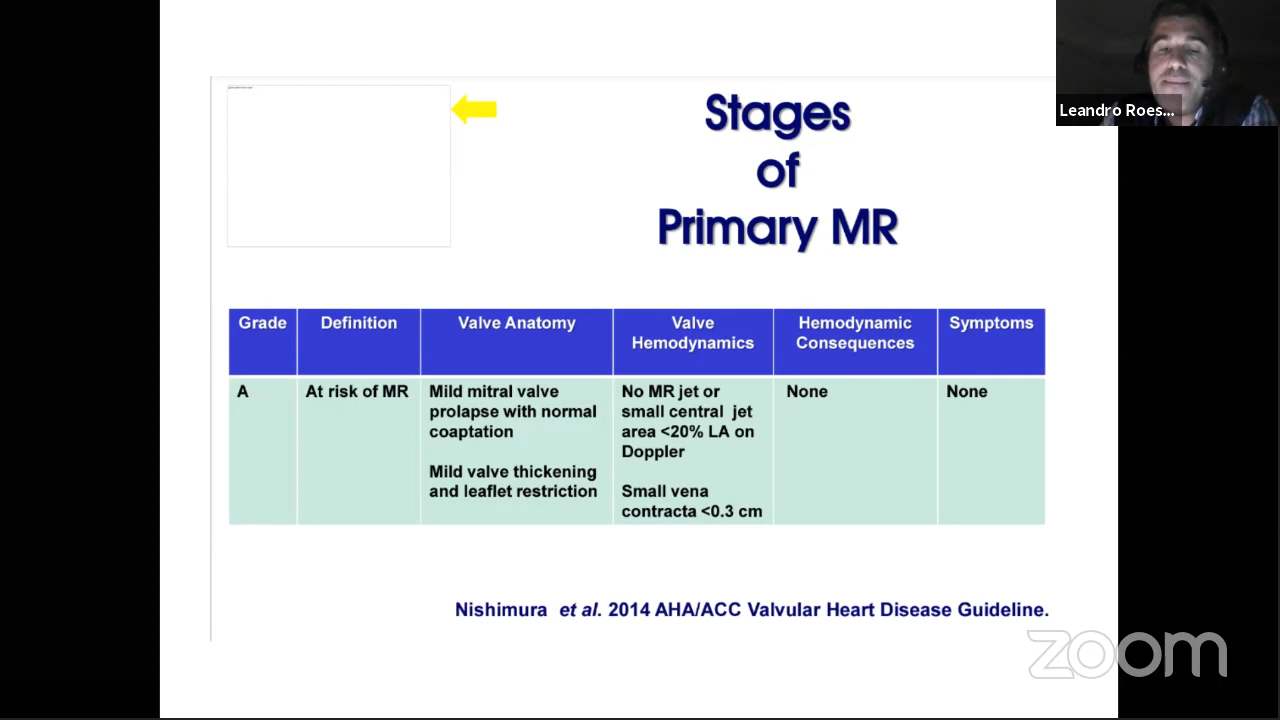 Leandro Roes...
Stages
of
Primary MR
Grade
Definition
Valve Anatomy
Valve
Hemodynamics
Hemodynamic
Consequences
Symptoms
A
At risk of MR
Mild mitral valve
prolapse with normal
coaptation
Mild valve thickening
and leaflet restriction
No MR jet or
small central jet
area <20% LA on
Doppler
Small vena
contracta <0.3 cm
None
None
Nishimura et al. 2014 AHA/ACC Valvular Heart Disease Guideline.
zoom